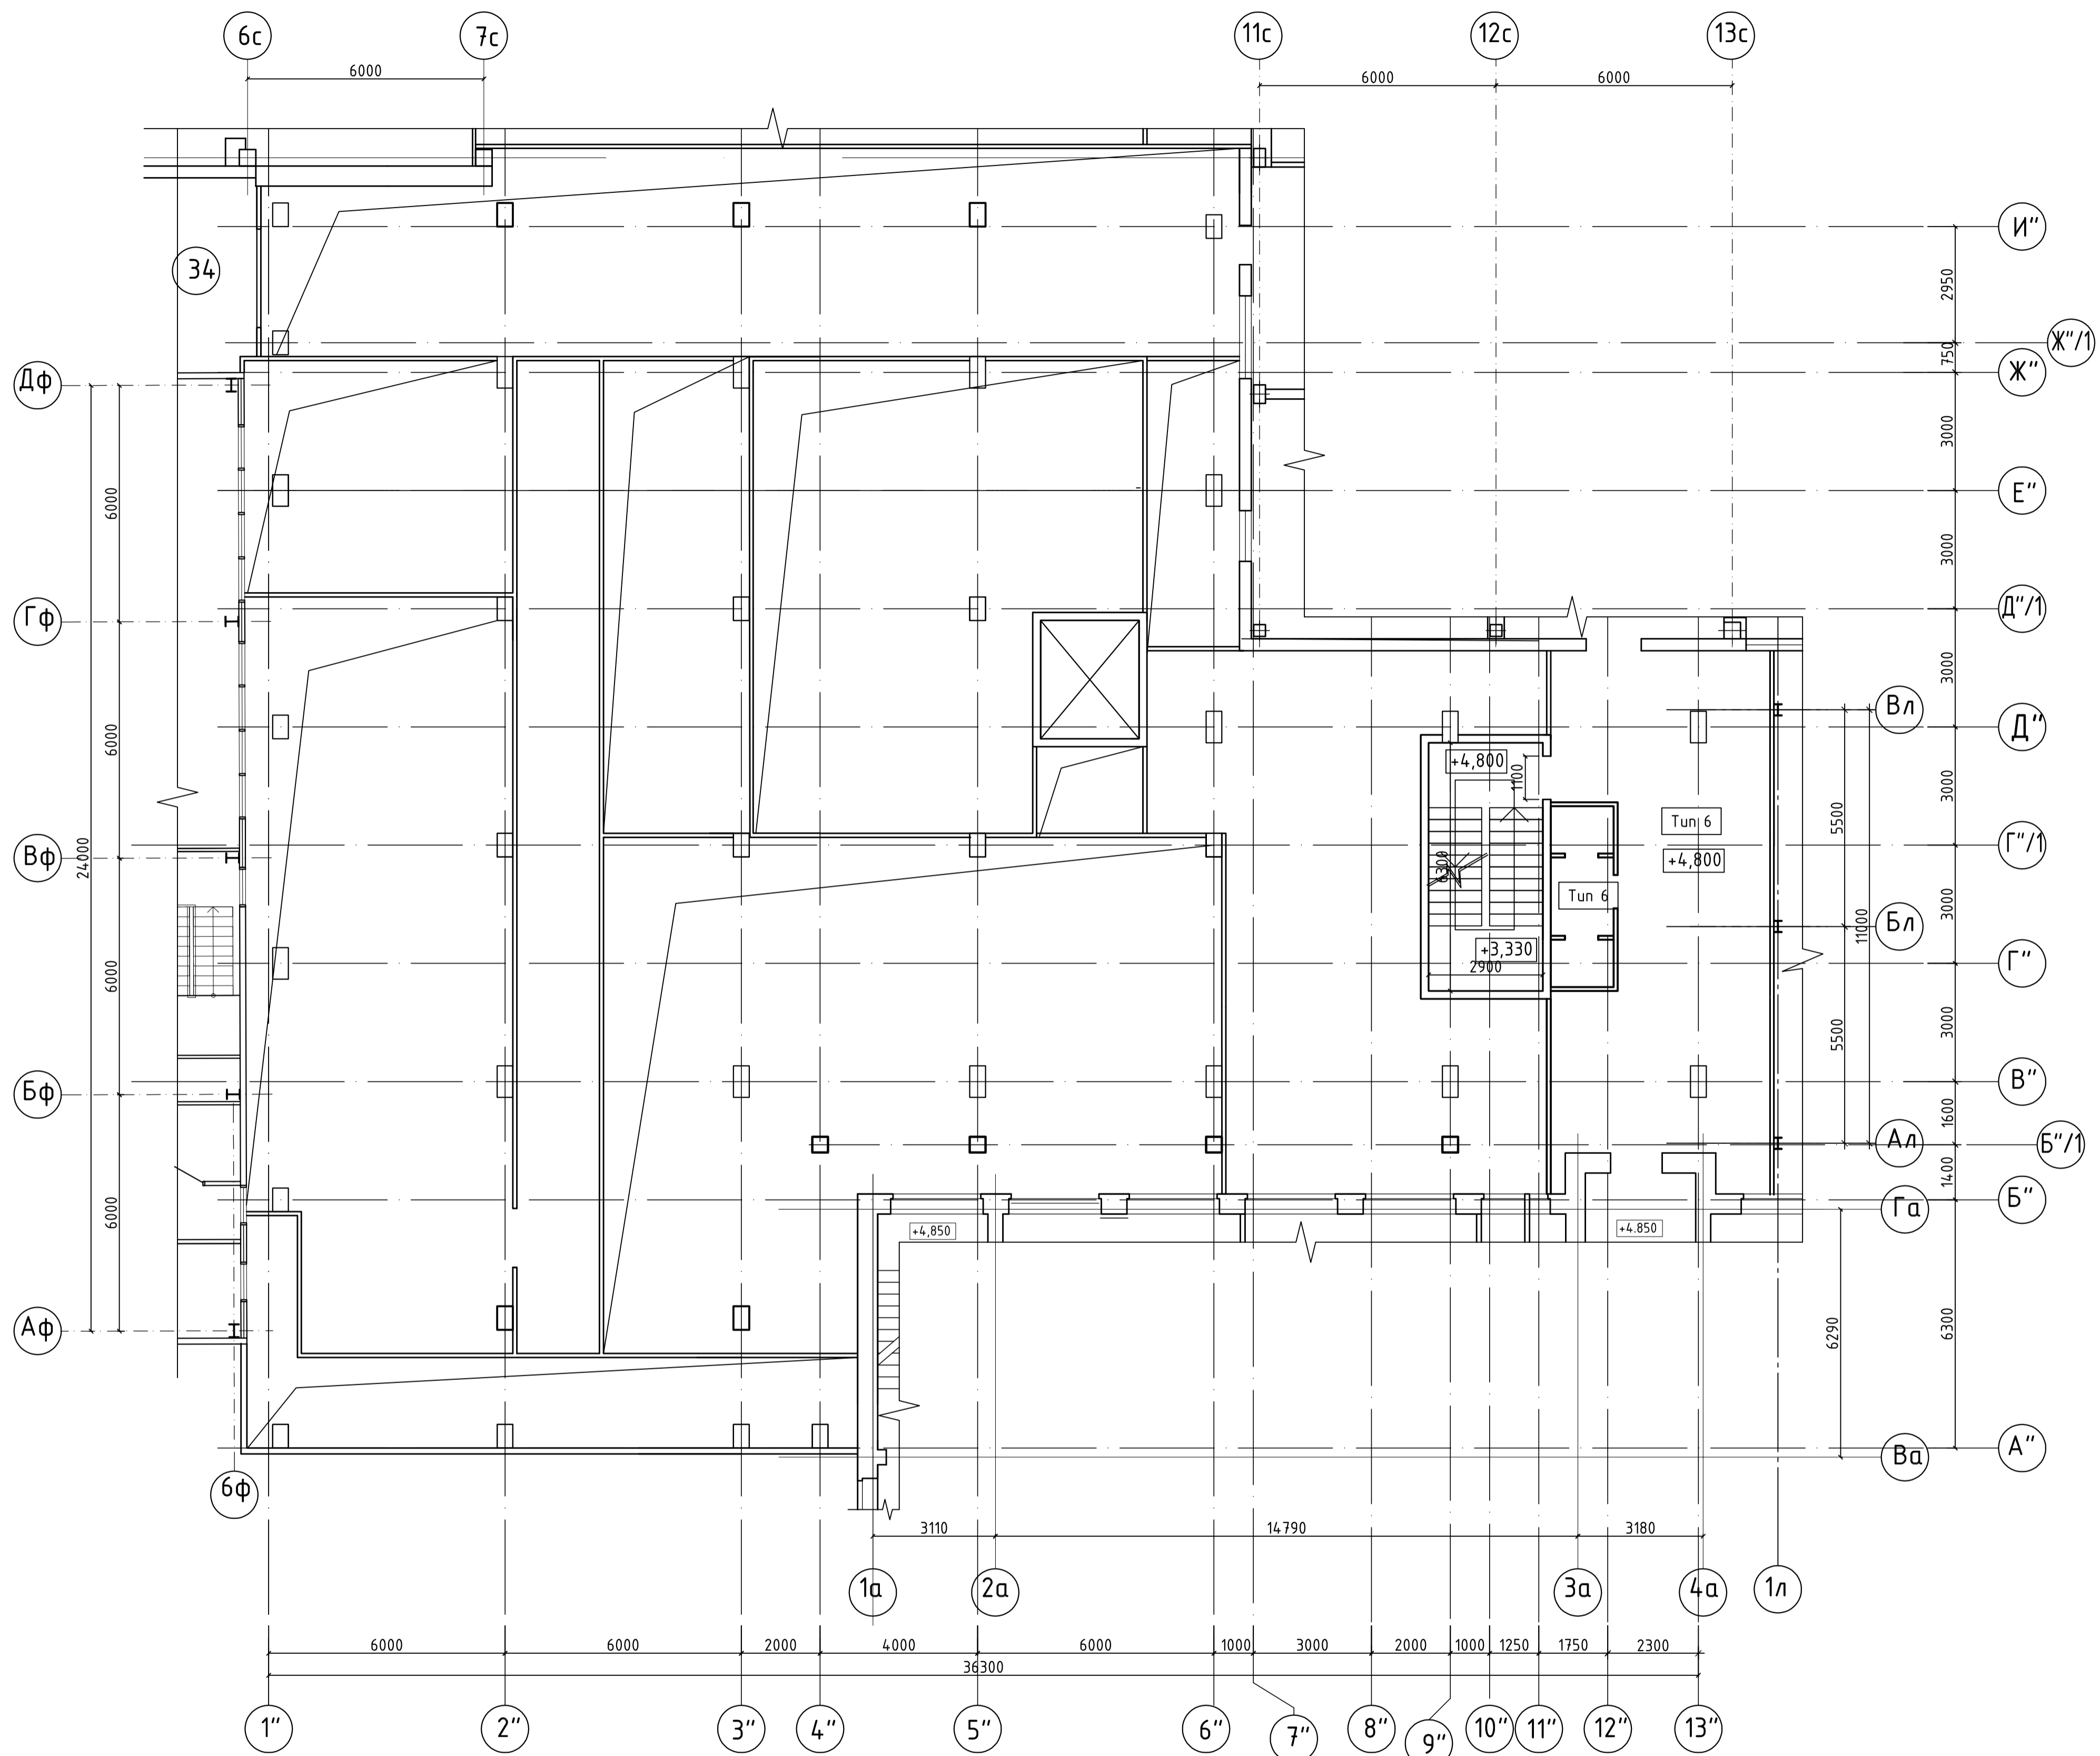 6с
7с
11с
12с
13с
6000
6000
6000
И"
2950
34
Ж"/1
750
Ж"
Дф
3000
6000
Е"
3000
Д"/1
Гф
3000
Вл
Д"
6000
+4,800
1100
3000
5500
Тип 6
Г"/1
Вф
24000
6300
+4,800
Тип 6
3000
11000
Бл
+3,330
2900
Г"
6000
5500
3000
В"
Бф
1600
Ал
Б"/1
1400
Б"
Га
6000
+4,850
+4.850
Аф
6290
6300
А"
Ва
6ф
3110
14790
3180
1а
2а
3а
4а
1л
6000
6000
2000
4000
6000
1000
3000
2000
1000
1250
1750
2300
36300
1"
2"
3"
4"
5"
6"
7"
8"
9"
10"
11"
12"
13"